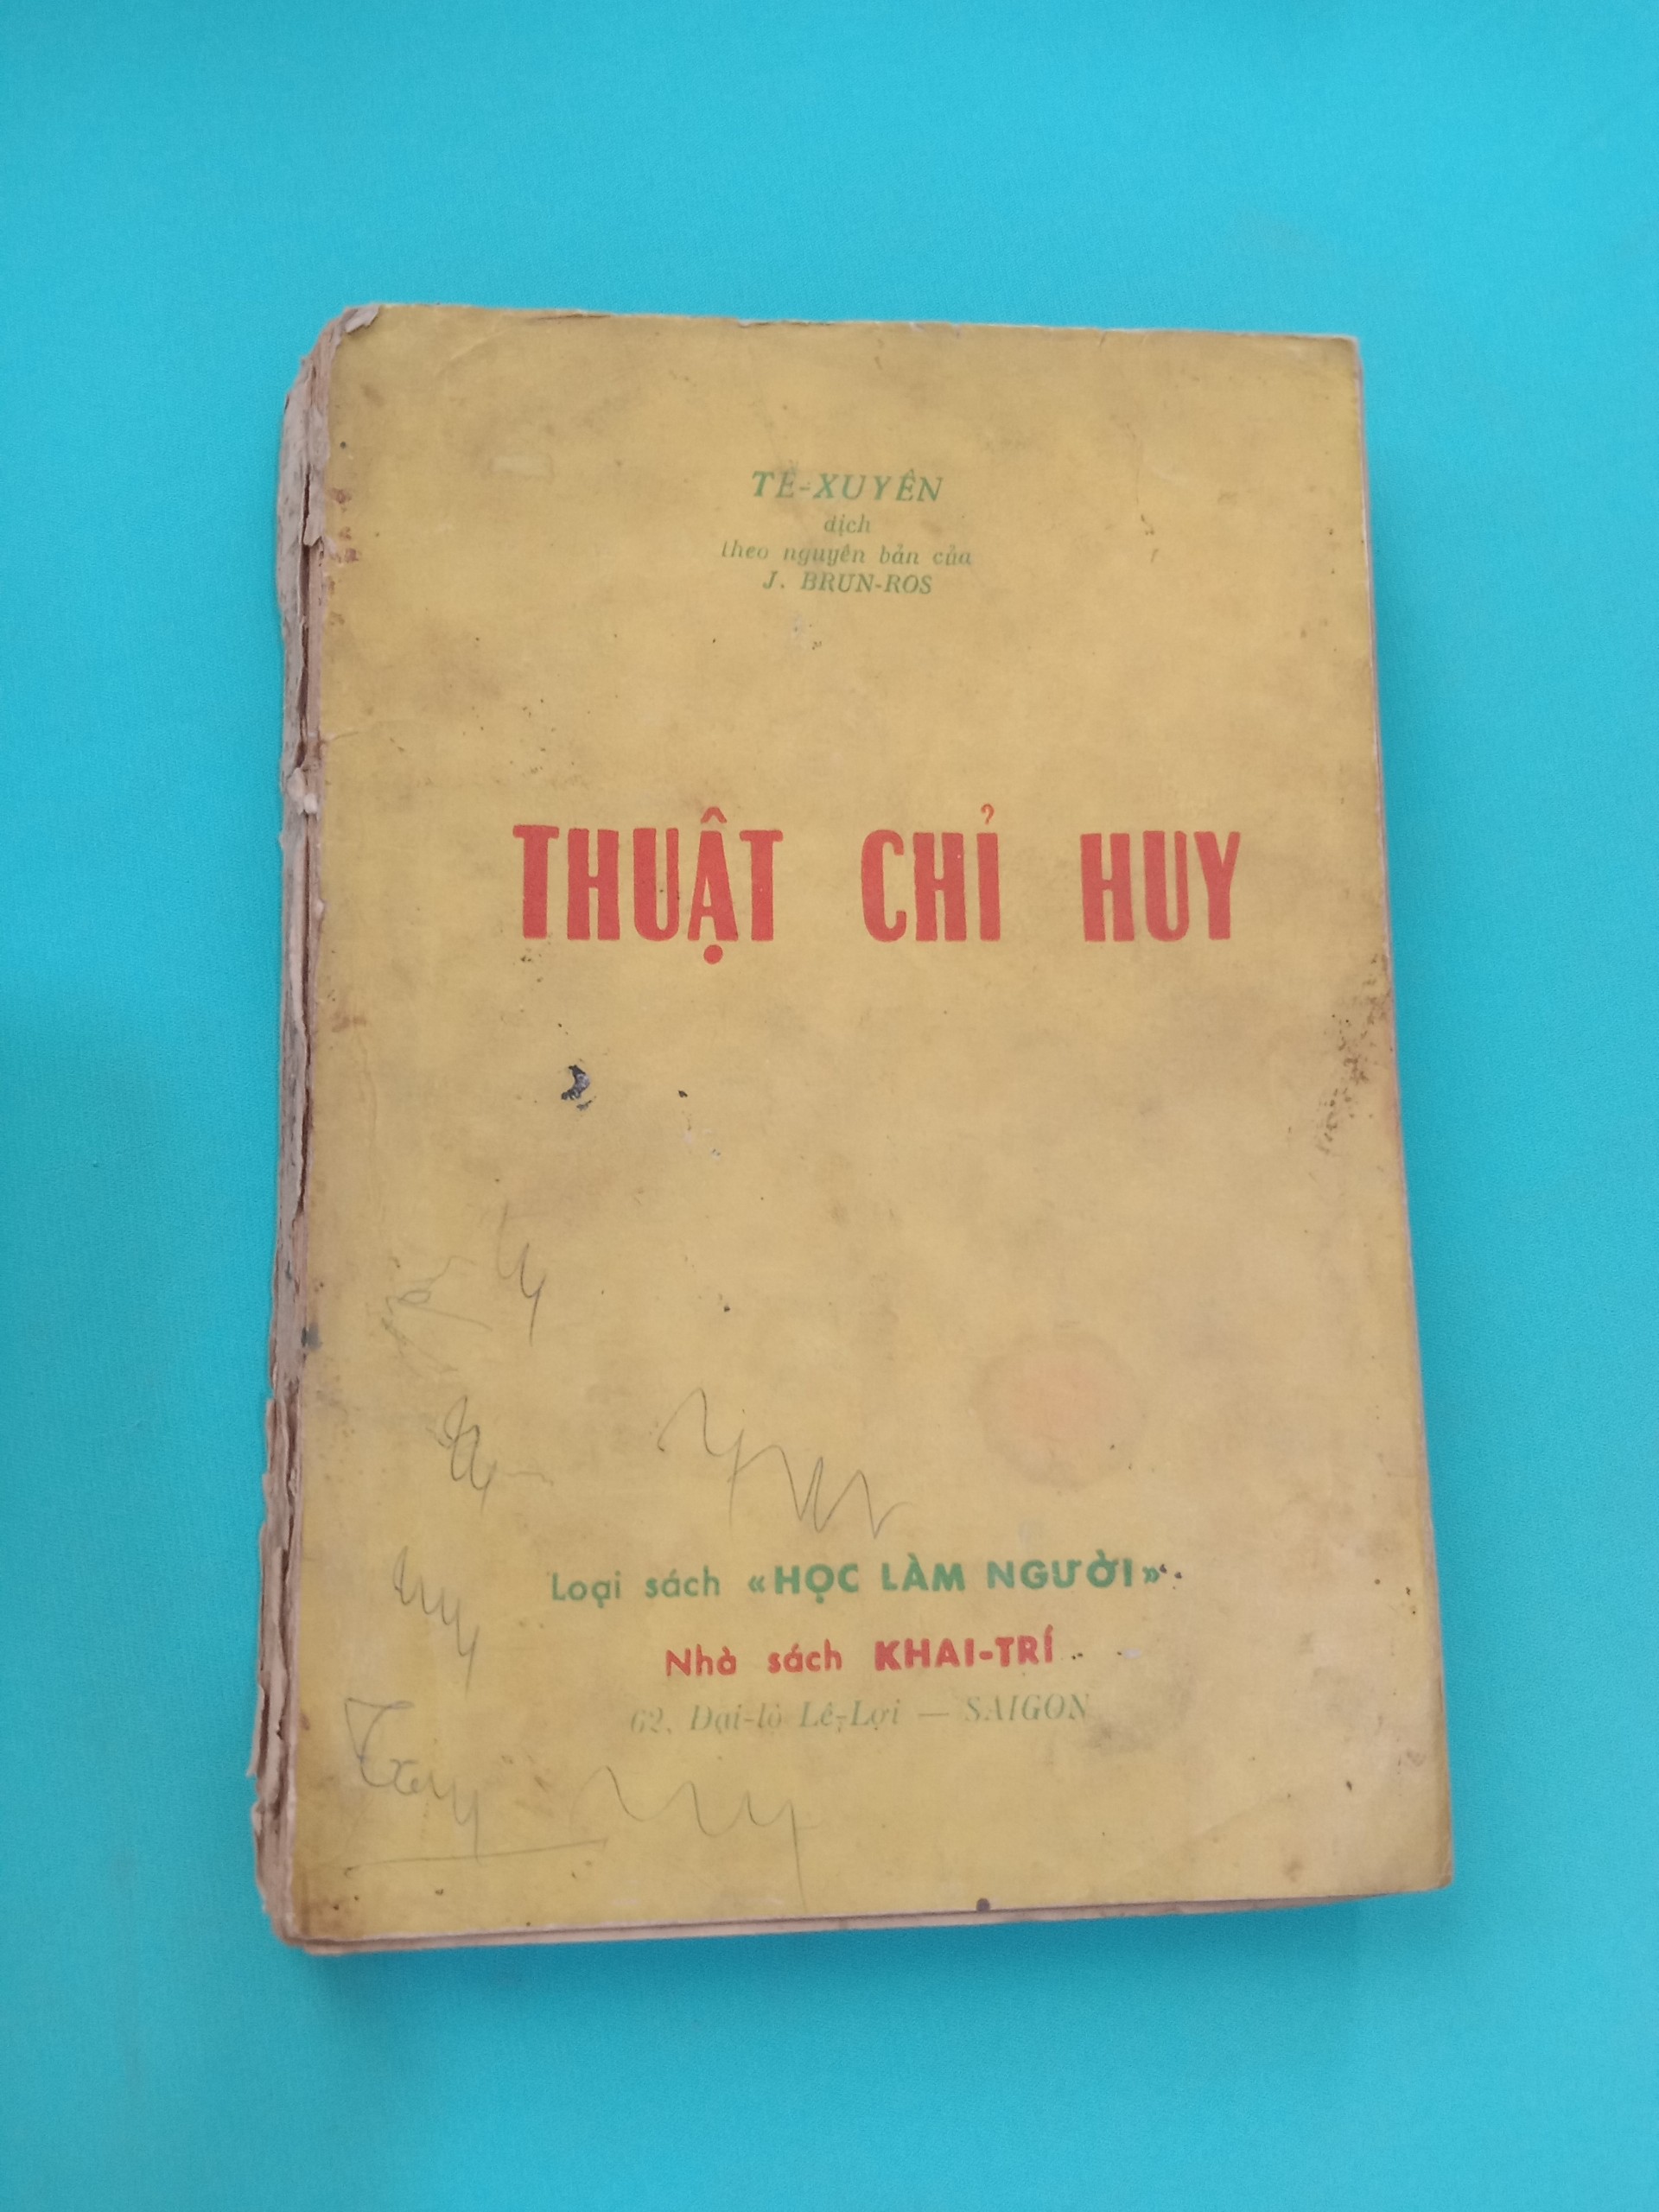 TẾ-XUYÊN
dịch
theo nguyên bản của
J. BRUN-ROS
THUẬT CHỈ HUY
Loại sách «HỌC LÀM NGƯỜI»
Nhà sách KHAI-TRÍ
62, Đại-lộ Lê-Lợi — SAIGON